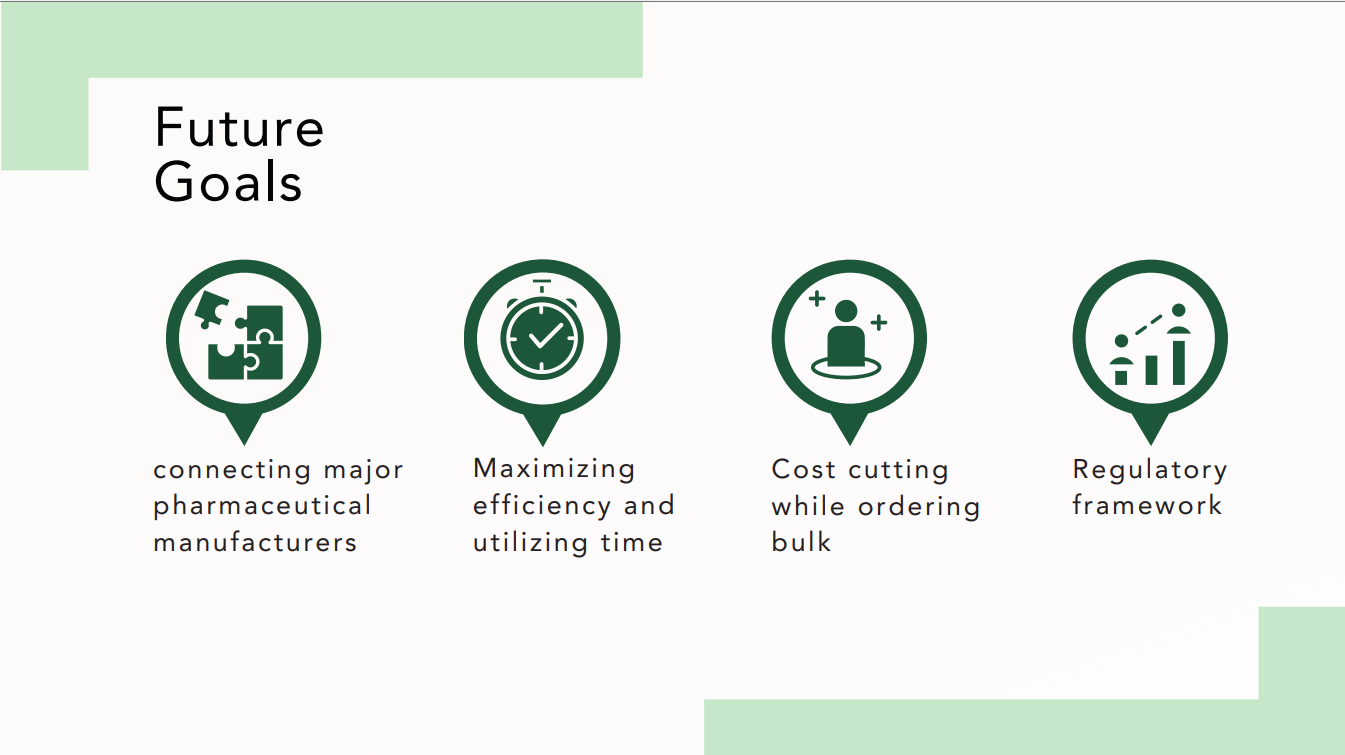 Future
Goals
connecting major
pharmaceutical
manufacturers
Maximizing
efficiency and
utilizing time
Cost cutting
while ordering
bulk
Regulatory
framework